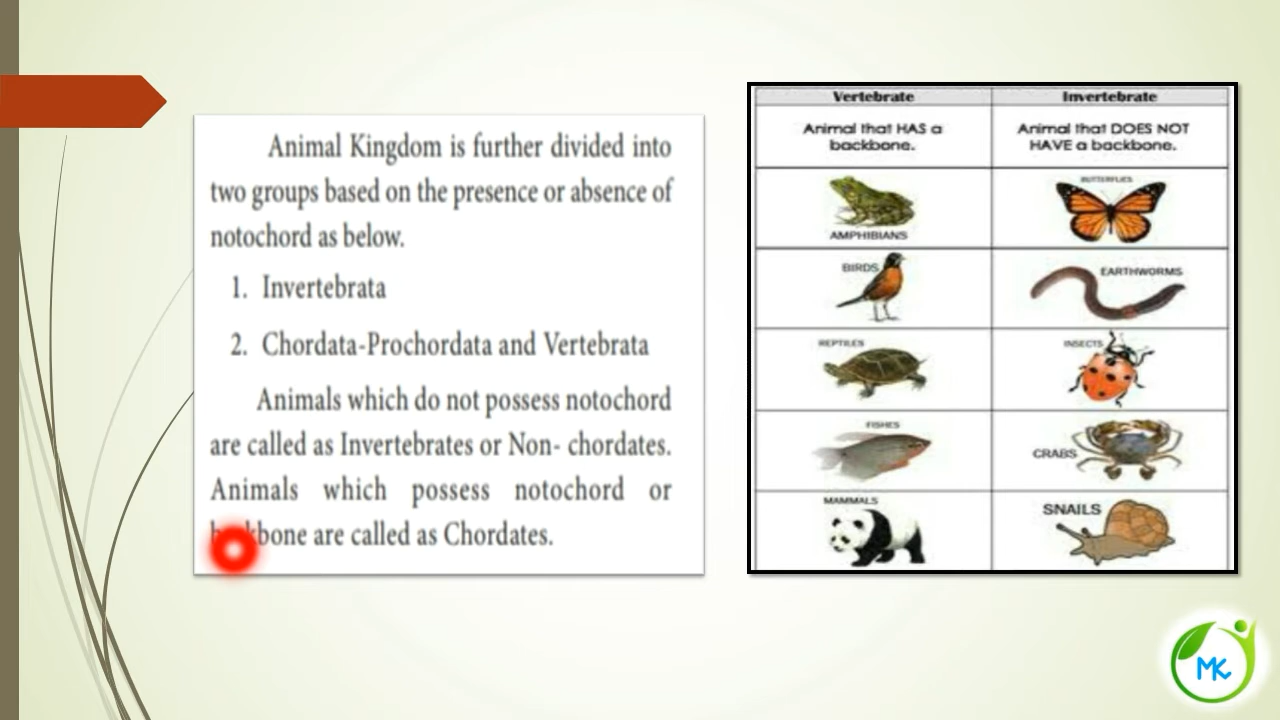 Animal Kingdom is further divided into
two groups based on the presence or absence of
notochord as below.
1. Invertebrata
2. Chordata-Prochordata and Vertebrata
Animals which do not possess notochord
are called as Invertebrates or Non- chordates.
Animals which possess notochord or
backbone are called as Chordates.
Vertebrate Invertebrate
Animal that HAS a
backbone.
Animal that DOES NOT
HAVE a backbone.
AMPHIBIANS
BUTTERFLIES
BIRDS
EARTHWORMS
REPTILES
INSECTS
FISHES
CRABS
MAMMALS
SNAILS
MK